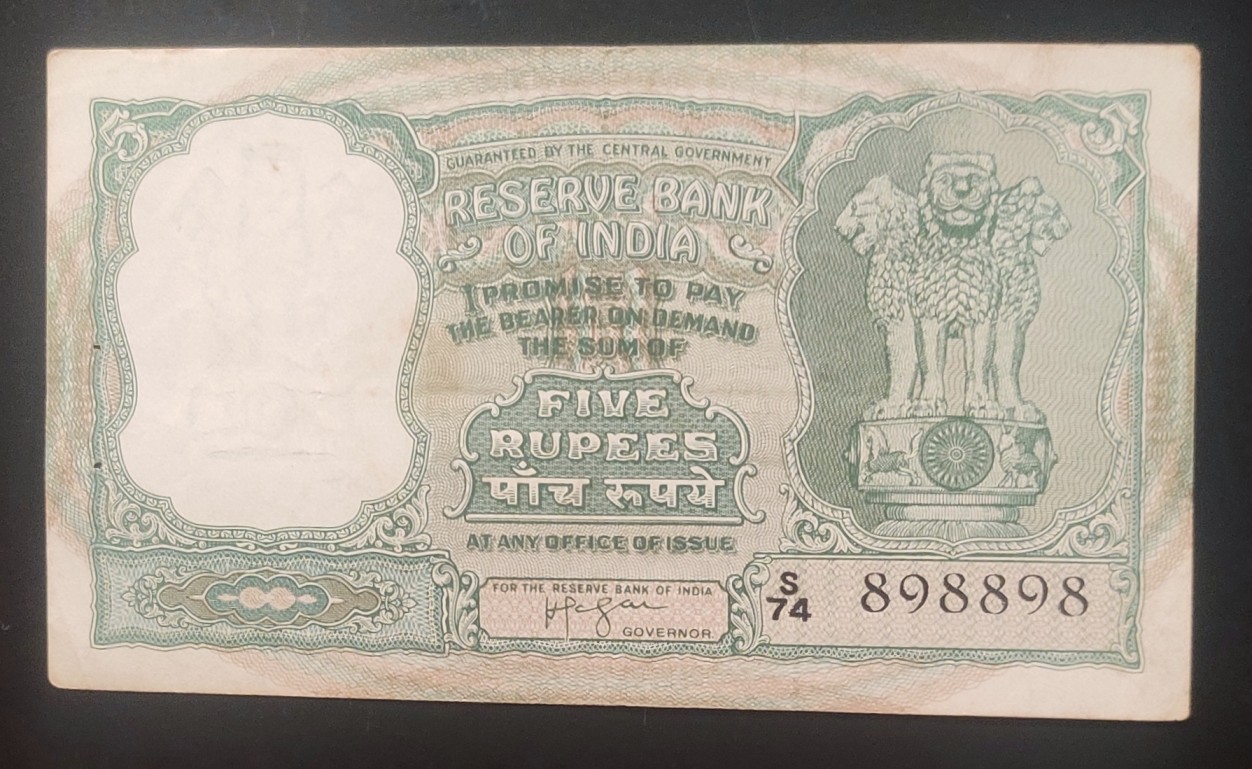 5
5
GUARANTEED BY THE CENTRAL GOVERNMENT
RESERVE BANK
OF INDIA
I PROMISE TO PAY
THE BEARER ON DEMAND
THE SUM OF
FIVE
RUPEES
पाँच रूपये
AT ANY OFFICE OF ISSUE
FOR THE RESERVE BANK OF INDIA
GOVERNOR.
S/74 898898